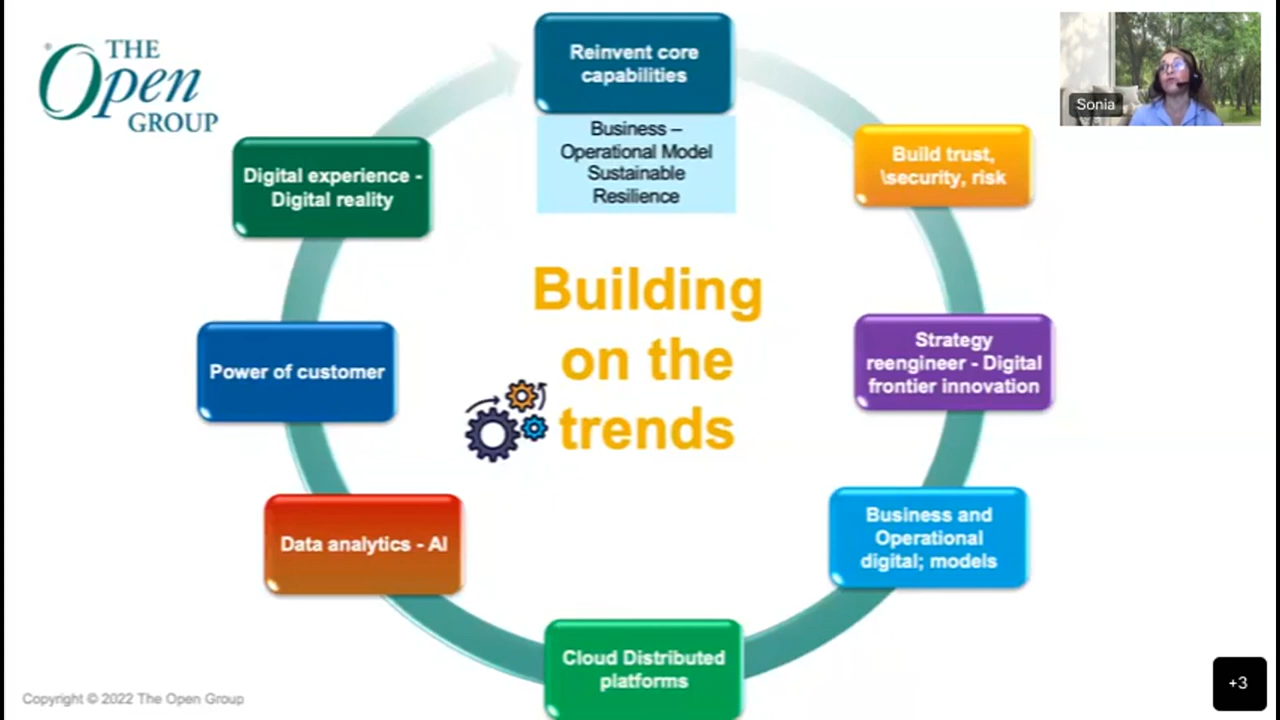 THE
Open
GROUP
Reinvent core
capabilities
Business –
Operational Model
Sustainable
Resilience
Sonia
Build trust,
\security, risk
Digital experience -
Digital reality
Building
on the
trends
Strategy
reengineer - Digital
frontier innovation
Power of customer
Business and
Operational
digital; models
Data analytics - AI
Cloud Distributed
platforms
Copyright © 2022 The Open Group
+3